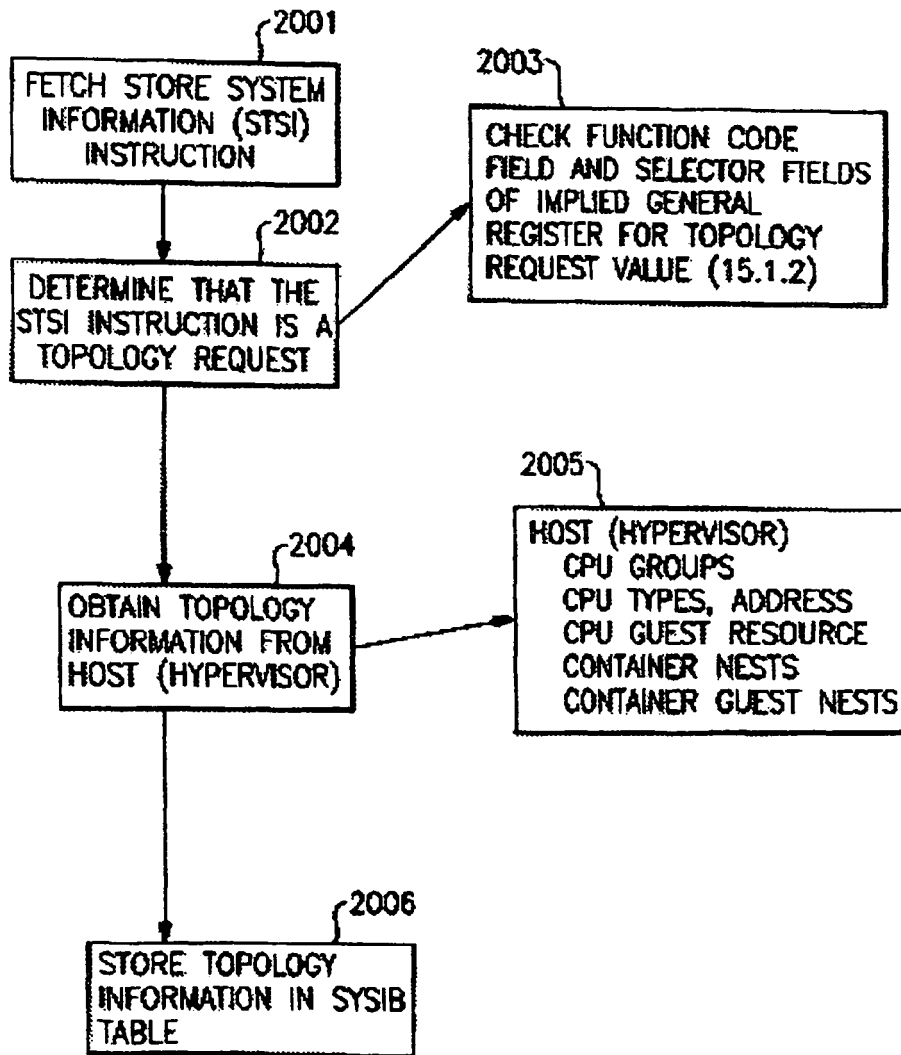 2001
FETCH STORE SYSTEM
INFORMATION (STSI)
INSTRUCTION
2002
DETERMINE THAT THE
STSI INSTRUCTION IS A
TOPOLOGY REQUEST
2003
CHECK FUNCTION CODE
FIELD AND SELECTOR FIELDS
OF IMPLIED GENERAL
REGISTER FOR TOPOLOGY
REQUEST VALUE (15.1.2)
2004
OBTAIN TOPOLOGY
INFORMATION FROM
HOST (HYPERVISOR)
2005
HOST (HYPERVISOR)
CPU GROUPS
CPU TYPES, ADDRESS
CPU GUEST RESOURCE
CONTAINER NESTS
CONTAINER GUEST NESTS
2006
STORE TOPOLOGY
INFORMATION IN SYSIB
TABLE